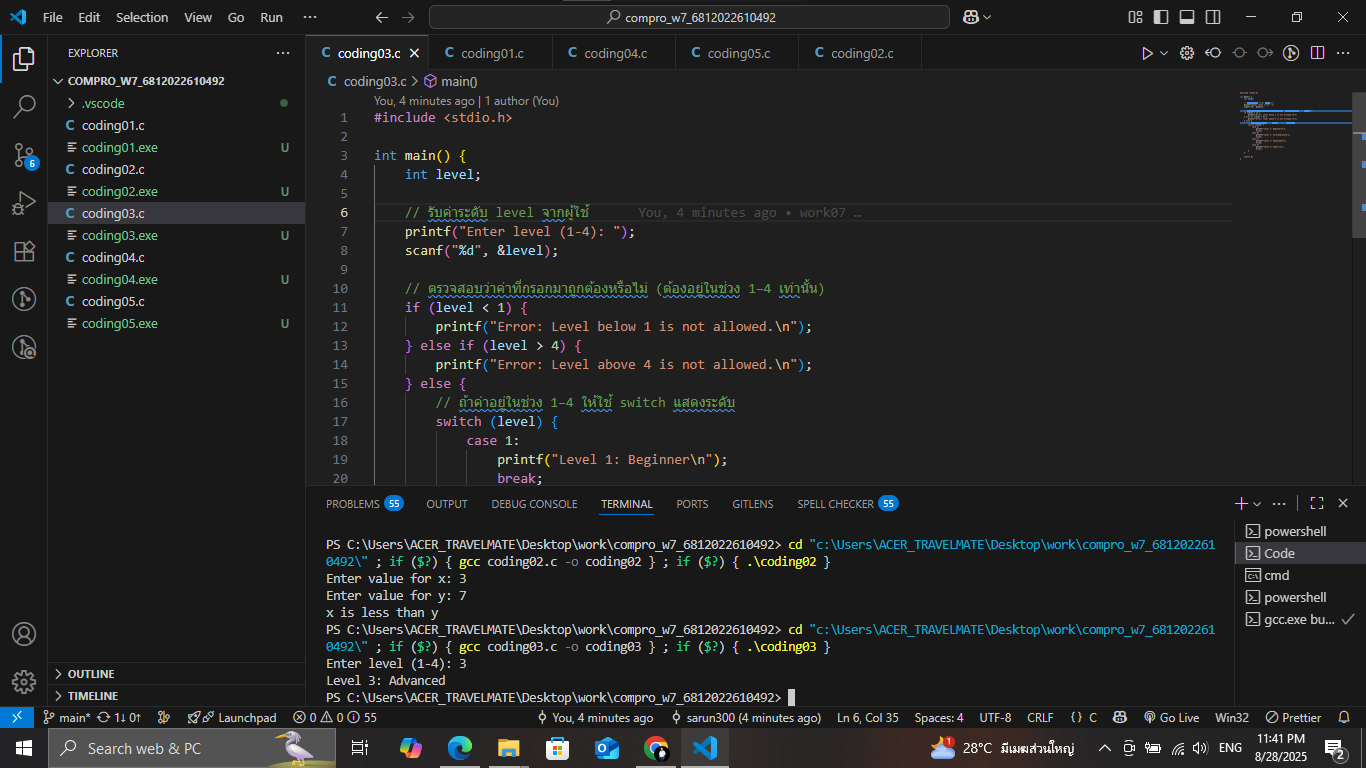 File Edit Selection View Go Run ··· compro_w7_6812022610492
EXPLORER ···
COMPRO_W7_6812022610492
.vscode
coding01.c
coding01.exe U
coding02.c
coding02.exe U
coding03.c
coding03.exe U
coding04.c
coding04.exe U
coding05.c
coding05.exe U
OUTLINE
TIMELINE
6
C coding03.c C coding01.c C coding04.c C coding05.c C coding02.c
C coding03.c > main()
You, 4 minutes ago | 1 author (You)
1 #include <stdio.h>
2
3 int main() {
4 int level;
5
6 // รับค่าระดับ level จากผู้ใช้ You, 4 minutes ago • work07 …
7 printf("Enter level (1-4): ");
8 scanf("%d", &level);
9
10 // ตรวจสอบว่าค่าที่กรอกมาถูกต้องหรือไม่ (ต้องอยู่ในช่วง 1–4 เท่านั้น)
11 if (level < 1) {
12 printf("Error: Level below 1 is not allowed.\n");
13 } else if (level > 4) {
14 printf("Error: Level above 4 is not allowed.\n");
15 } else {
16 // ถ้าค่าอยู่ในช่วง 1–4 ให้ใช้ switch แสดงระดับ
17 switch (level) {
18 case 1:
19 printf("Level 1: Beginner\n");
20 break;
PROBLEMS 55 OUTPUT DEBUG CONSOLE TERMINAL PORTS GITLENS SPELL CHECKER 55
PS C:\Users\ACER_TRAVELMATE\Desktop\work\compro_w7_6812022610492> cd "c:\Users\ACER_TRAVELMATE\Desktop\work\compro_w7_681202261
0492\" ; if ($?) { gcc coding02.c -o coding02 } ; if ($?) { .\coding02 }
Enter value for x: 3
Enter value for y: 7
x is less than y
PS C:\Users\ACER_TRAVELMATE\Desktop\work\compro_w7_6812022610492> cd "c:\Users\ACER_TRAVELMATE\Desktop\work\compro_w7_681202261
0492\" ; if ($?) { gcc coding03.c -o coding03 } ; if ($?) { .\coding03 }
Enter level (1-4): 3
Level 3: Advanced
PS C:\Users\ACER_TRAVELMATE\Desktop\work\compro_w7_6812022610492>
powershell
Code
cmd
powershell
gcc.exe bu...
main* 1↓ 0↑ Launchpad 0 0 55 You, 4 minutes ago sarun300 (4 minutes ago) Ln 6, Col 35 Spaces: 4 UTF-8 CRLF {} C Go Live Win32 Prettier
Search web & PC 1 28°C มีเมฆส่วนใหญ่ ENG 11:41 PM
8/28/2025 2